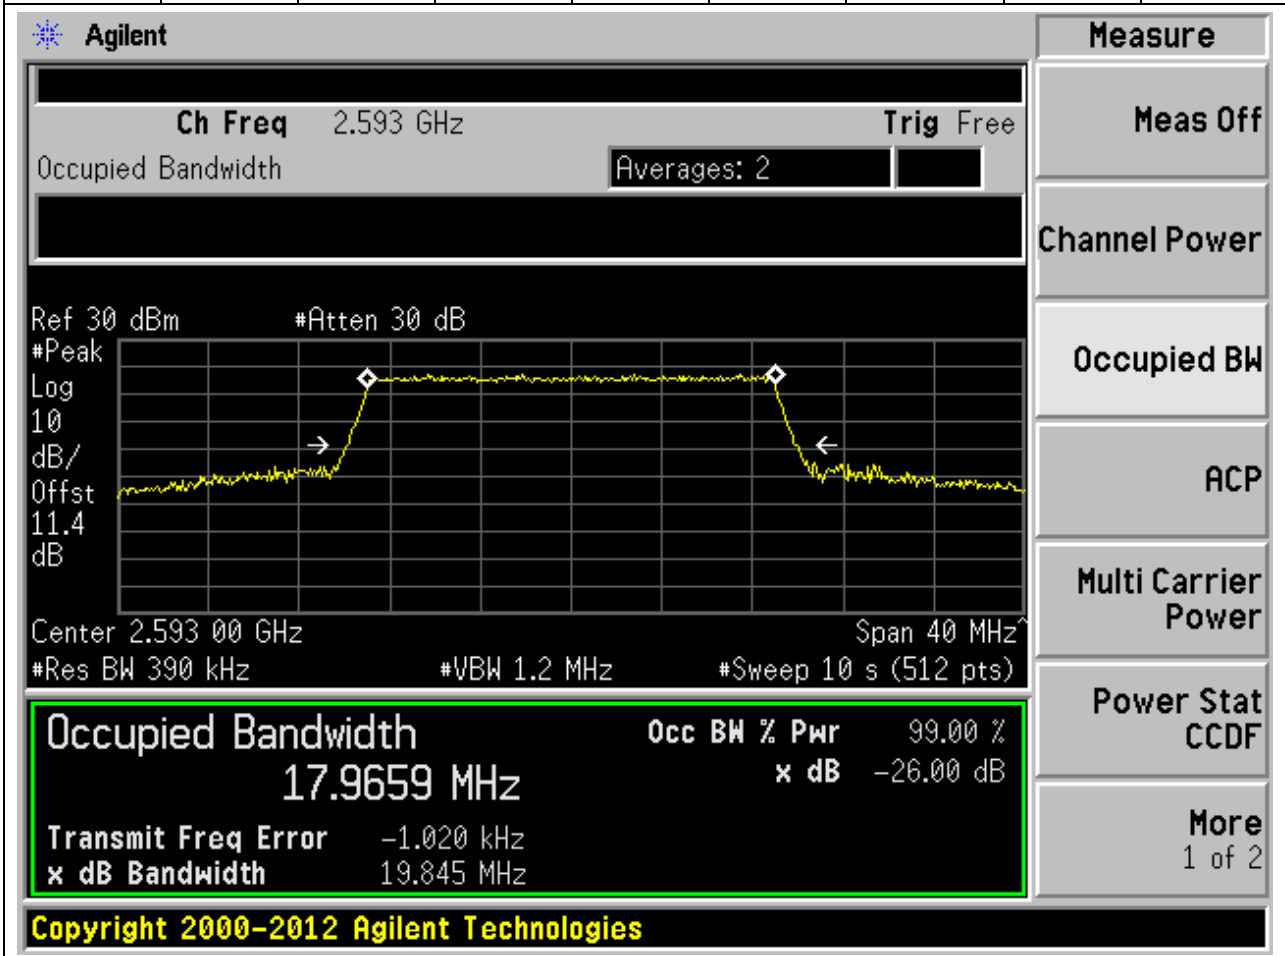 Agilent
Measure
Ch Freq 2.593 GHz Trig Free
Occupied Bandwidth Averages: 2
Meas Off
Channel Power
Occupied BW
ACP
Multi Carrier
Power
Power Stat
CCDF
More
1 of 2
Ref 30 dBm #Atten 30 dB
#Peak
Log
10
dB/
Offst
11.4
dB
Center 2.593 00 GHz Span 40 MHz^
#Res BW 390 kHz #VBW 1.2 MHz #Sweep 10 s (512 pts)
Occupied Bandwidth Occ BW % Pwr 99.00 %
17.9659 MHz x dB -26.00 dB
Transmit Freq Error -1.020 kHz
x dB Bandwidth 19.845 MHz
Copyright 2000-2012 Agilent Technologies